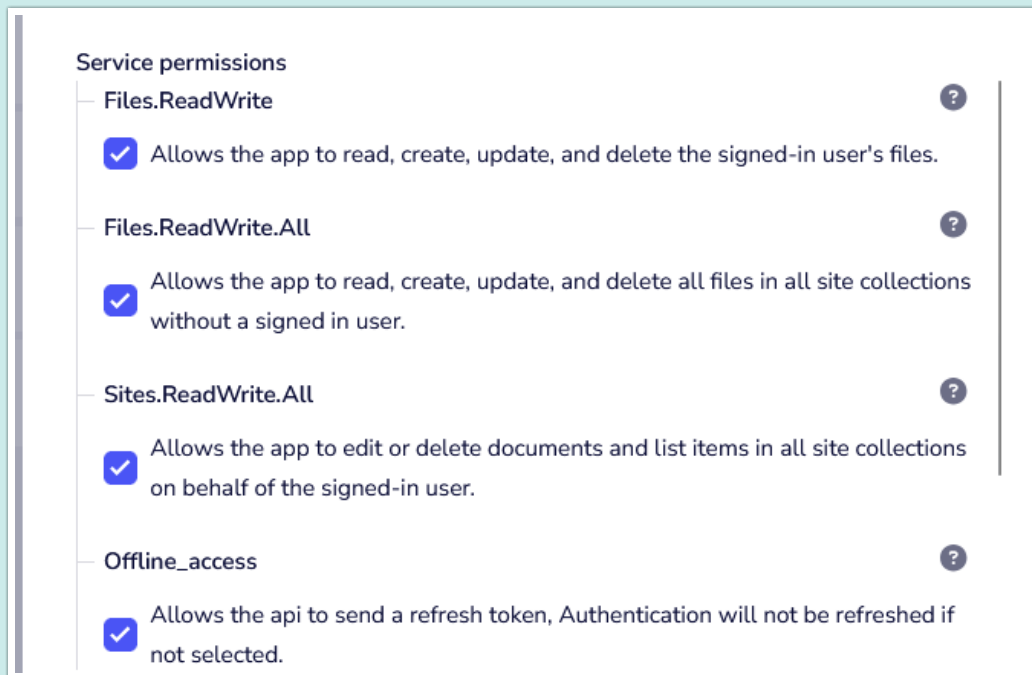 Service permissions
Files.ReadWrite
?
Allows the app to read, create, update, and delete the signed-in user's files.
Files.ReadWrite.All
?
Allows the app to read, create, update, and delete all files in all site collections
without a signed in user.
Sites.ReadWrite.All
?
Allows the app to edit or delete documents and list items in all site collections
on behalf of the signed-in user.
Offline_access
?
Allows the api to send a refresh token, Authentication will not be refreshed if
not selected.